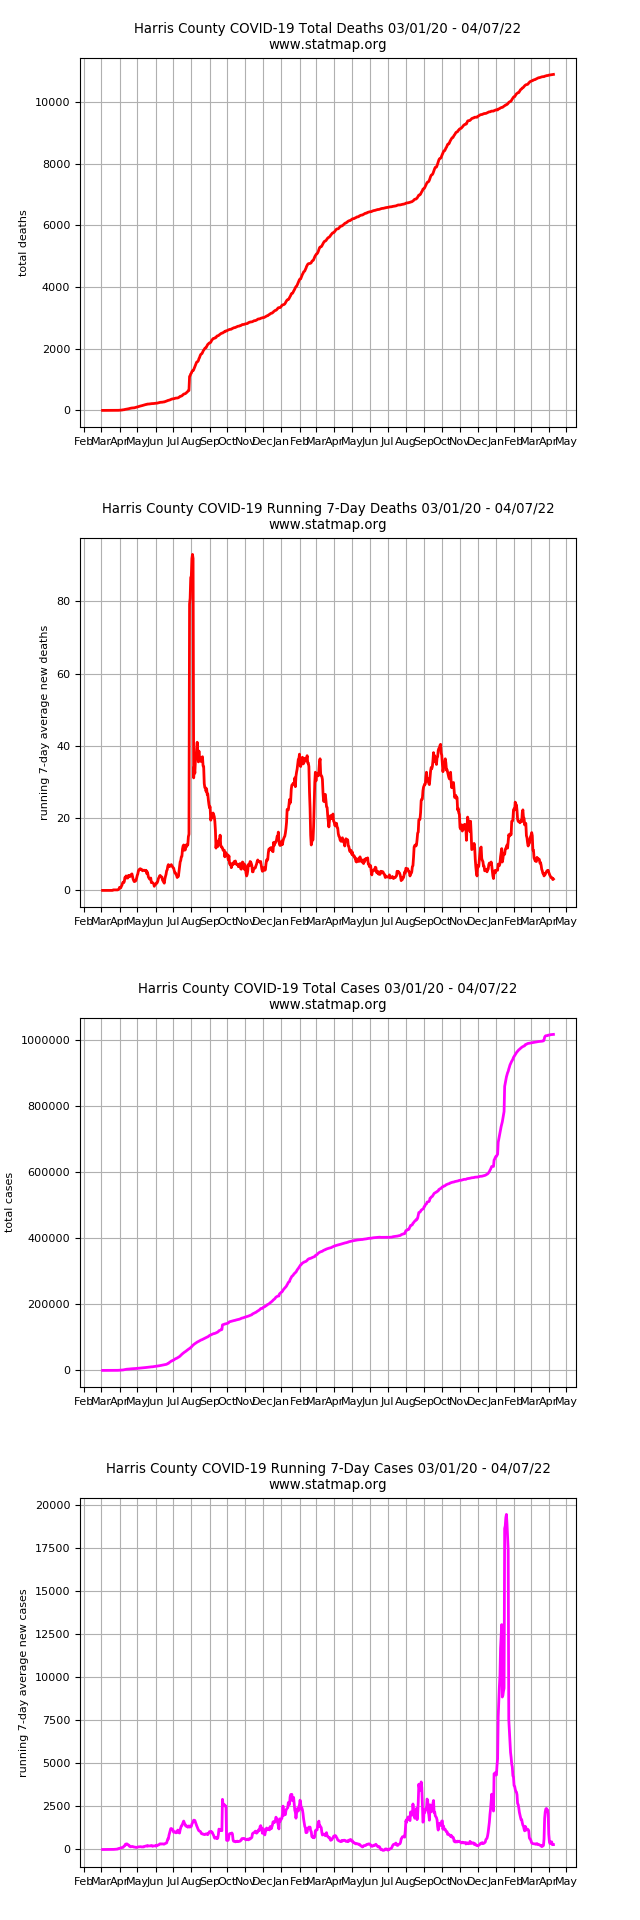 Harris County COVID-19 Total Deaths 03/01/20 - 04/07/22
www.statmap.org
10000
8000
6000
4000
2000
0
total deaths
Feb Mar Apr May Jun Jul Aug Sep Oct Nov Dec Jan Feb Mar Apr May Jun Jul Aug Sep Oct Nov Dec Jan Feb Mar Apr May
Harris County COVID-19 Running 7-Day Deaths 03/01/20 - 04/07/22
www.statmap.org
80
60
40
20
0
running 7-day average new deaths
Feb Mar Apr May Jun Jul Aug Sep Oct Nov Dec Jan Feb Mar Apr May Jun Jul Aug Sep Oct Nov Dec Jan Feb Mar Apr May
Harris County COVID-19 Total Cases 03/01/20 - 04/07/22
www.statmap.org
1000000
800000
600000
400000
200000
0
total cases
Feb Mar Apr May Jun Jul Aug Sep Oct Nov Dec Jan Feb Mar Apr May Jun Jul Aug Sep Oct Nov Dec Jan Feb Mar Apr May
Harris County COVID-19 Running 7-Day Cases 03/01/20 - 04/07/22
www.statmap.org
20000
17500
15000
12500
10000
7500
5000
2500
0
running 7-day average new cases
Feb Mar Apr May Jun Jul Aug Sep Oct Nov Dec Jan Feb Mar Apr May Jun Jul Aug Sep Oct Nov Dec Jan Feb Mar Apr May